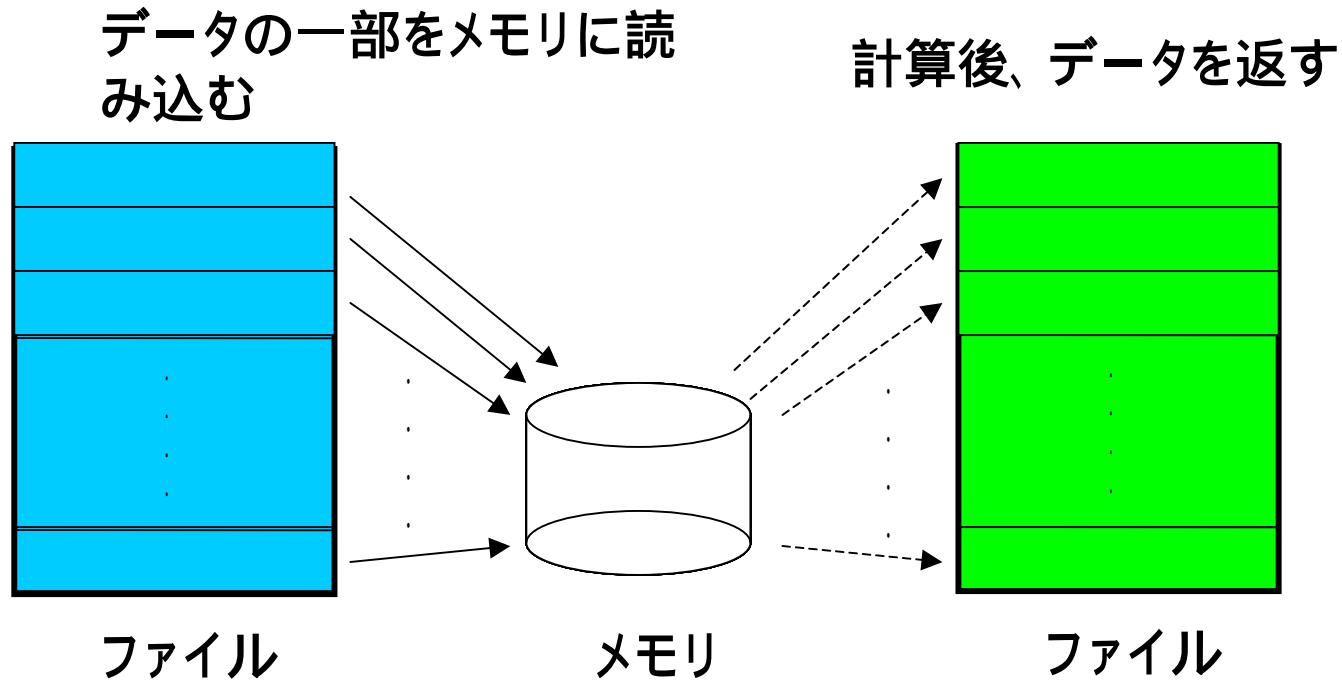 データの一部をメモリに読
み込む
計算後、データを返す
ファイル
メモリ
ファイル